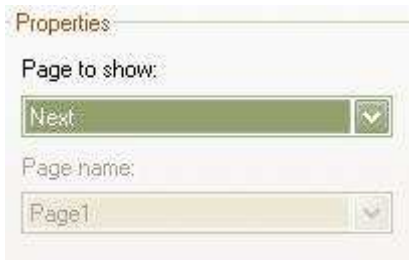 Properties
Page to show:
Next
Page name:
Page1